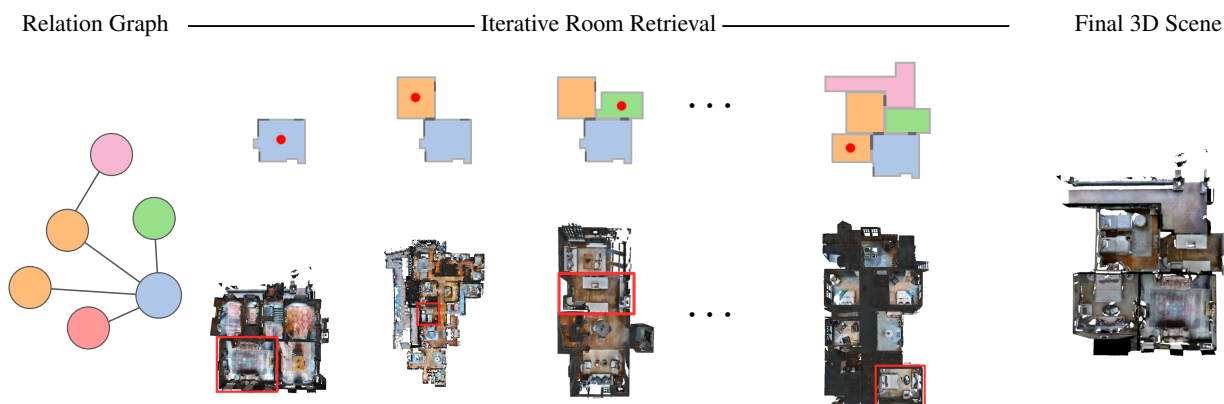 Relation Graph
Iterative Room Retrieval
Final 3D Scene